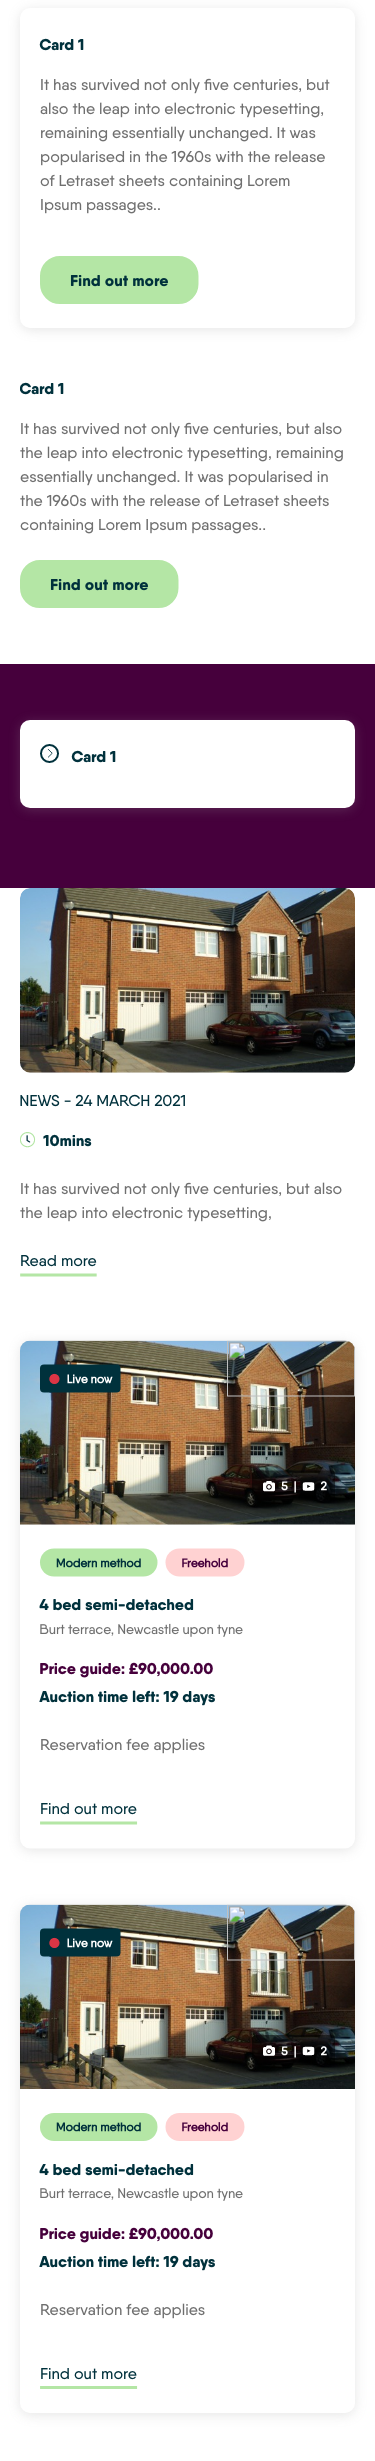 Card 1
It has survived not only five centuries, but
also the leap into electronic typesetting,
remaining essentially unchanged. It was
popularised in the 1960s with the release
of Letraset sheets containing Lorem
Ipsum passages..
Find out more
Card 1
It has survived not only five centuries, but also
the leap into electronic typesetting, remaining
essentially unchanged. It was popularised in
the 1960s with the release of Letraset sheets
containing Lorem Ipsum passages..
Find out more
Card 1
NEWS - 24 MARCH 2021
10mins
It has survived not only five centuries, but also
the leap into electronic typesetting,
Read more
Live now
5 | 2
Modern method Freehold
4 bed semi-detached
Burt terrace, Newcastle upon tyne
Price guide: £90,000.00
Auction time left: 19 days
Reservation fee applies
Find out more
Live now
5 | 2
Modern method Freehold
4 bed semi-detached
Burt terrace, Newcastle upon tyne
Price guide: £90,000.00
Auction time left: 19 days
Reservation fee applies
Find out more